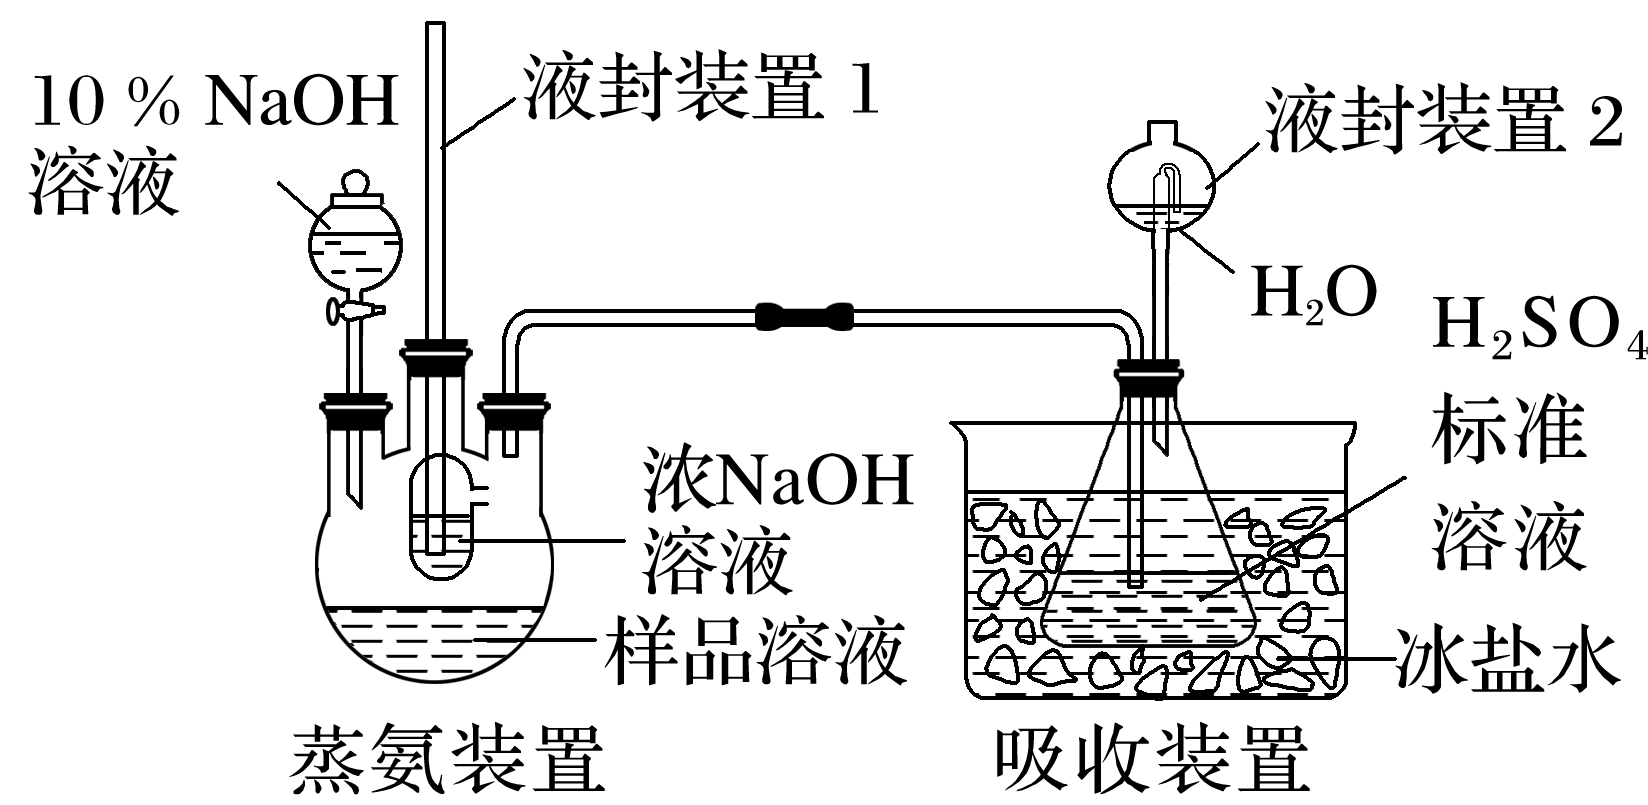 10 % NaOH
溶液
液封装置 1
液封装置 2
H₂O
H₂SO₄
标准
溶液
浓NaOH
溶液
样品溶液
冰盐水
蒸氨装置
吸收装置